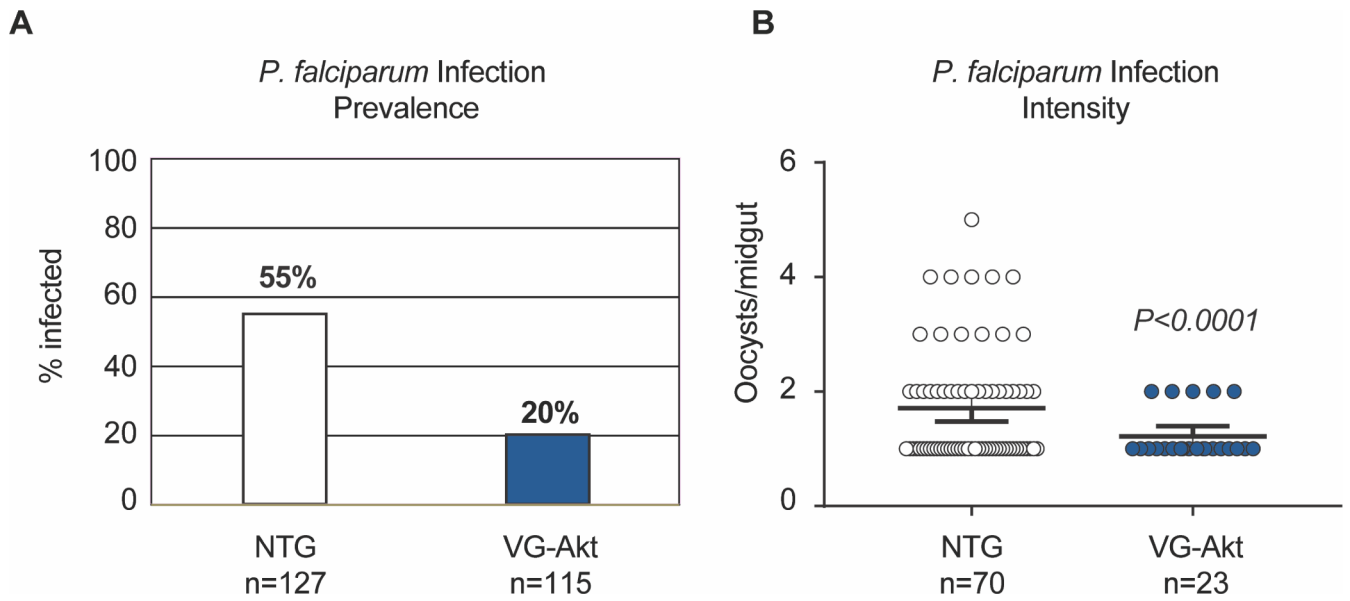 A
P. falciparum Infection
Prevalence
% infected
100
80
60
40
20
0
55%
20%
NTG
n=127
VG-Akt
n=115
B
P. falciparum Infection
Intensity
Oocysts/midgut
6
4
2
0
P<0.0001
NTG
n=70
VG-Akt
n=23